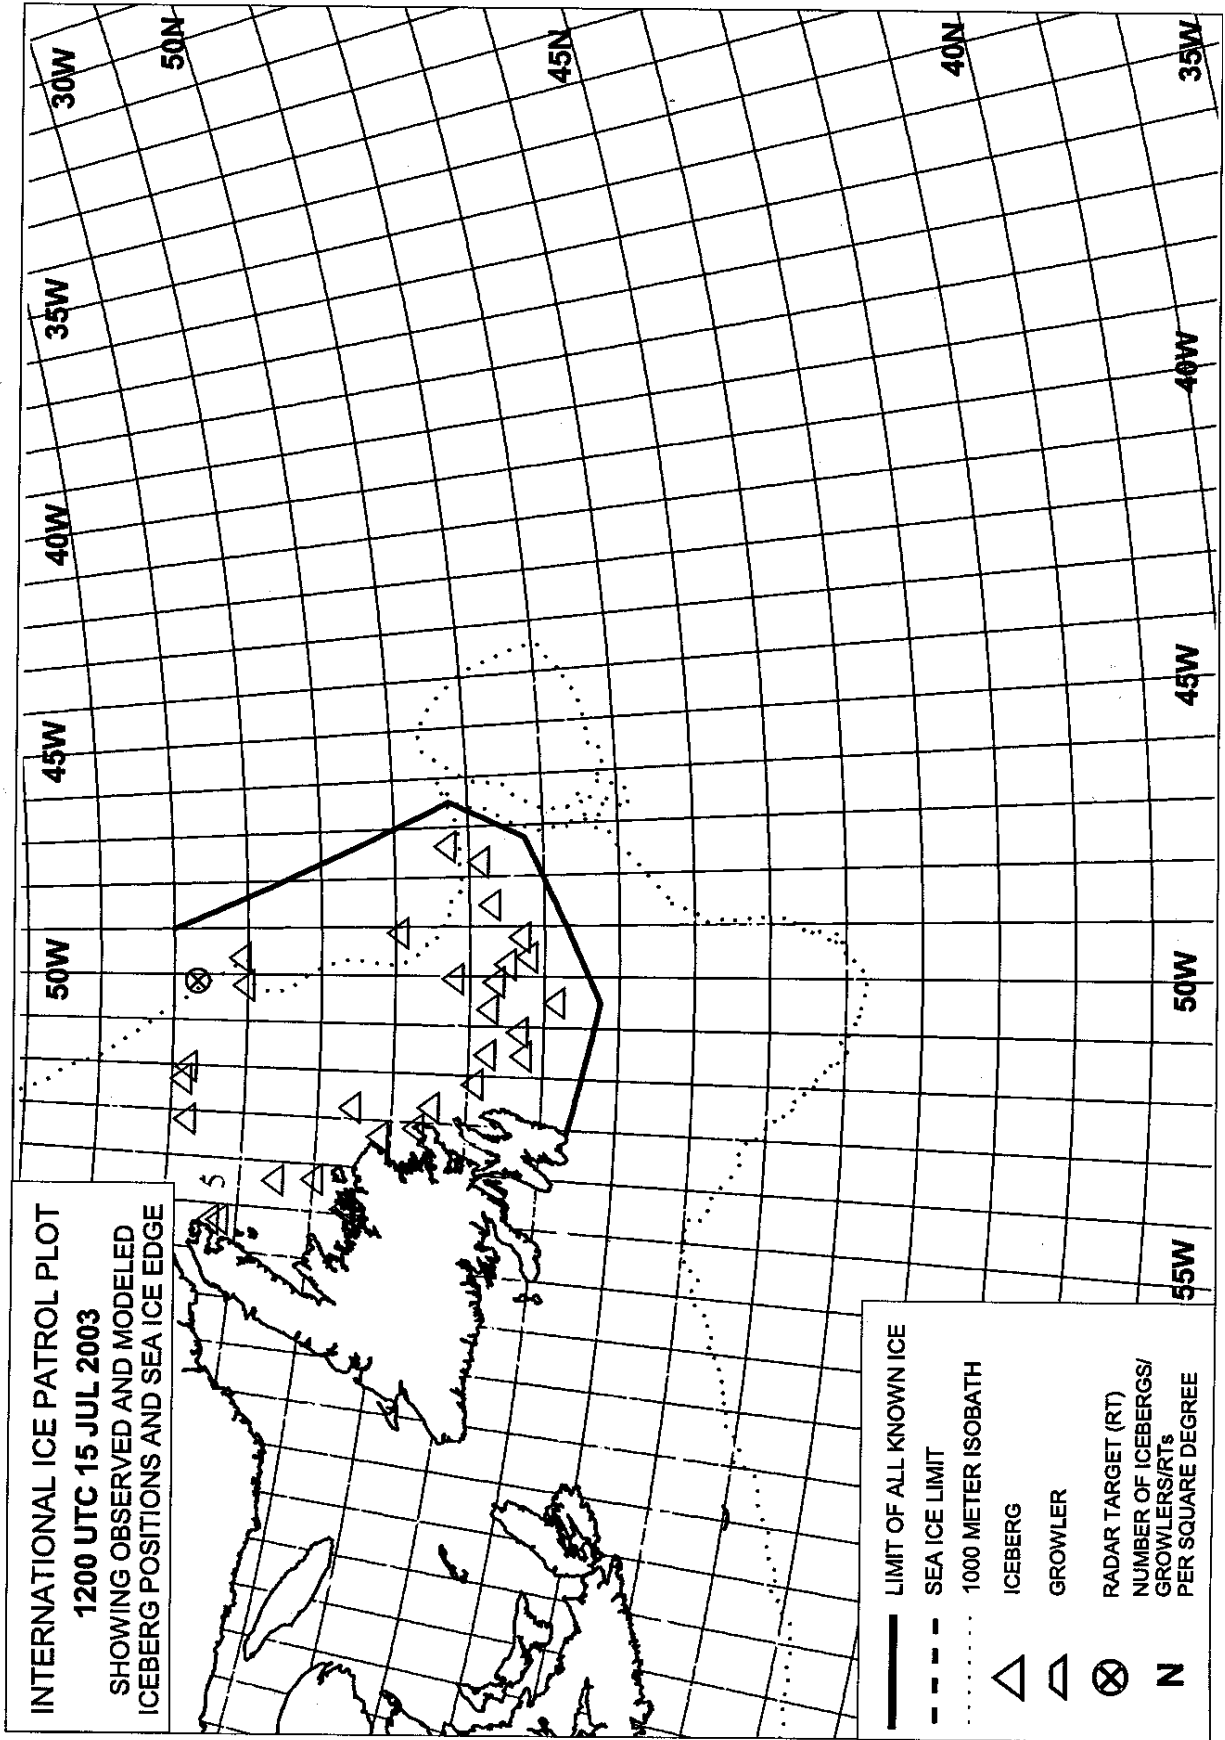 INTERNATIONAL ICE PATROL PLOT
1200 UTC 15 JUL 2003
SHOWING OBSERVED AND MODELED
ICEBERG POSITIONS AND SEA ICE EDGE
50W
45W
40W
35W
30W
50N
45N
40N
35W
40W
45W
50W
55W
5
LIMIT OF ALL KNOWN ICE
SEA ICE LIMIT
1000 METER ISOBATH
ICEBERG
GROWLER
RADAR TARGET (RT)
N NUMBER OF ICEBERGS/
GROWLERS/RTs
PER SQUARE DEGREE